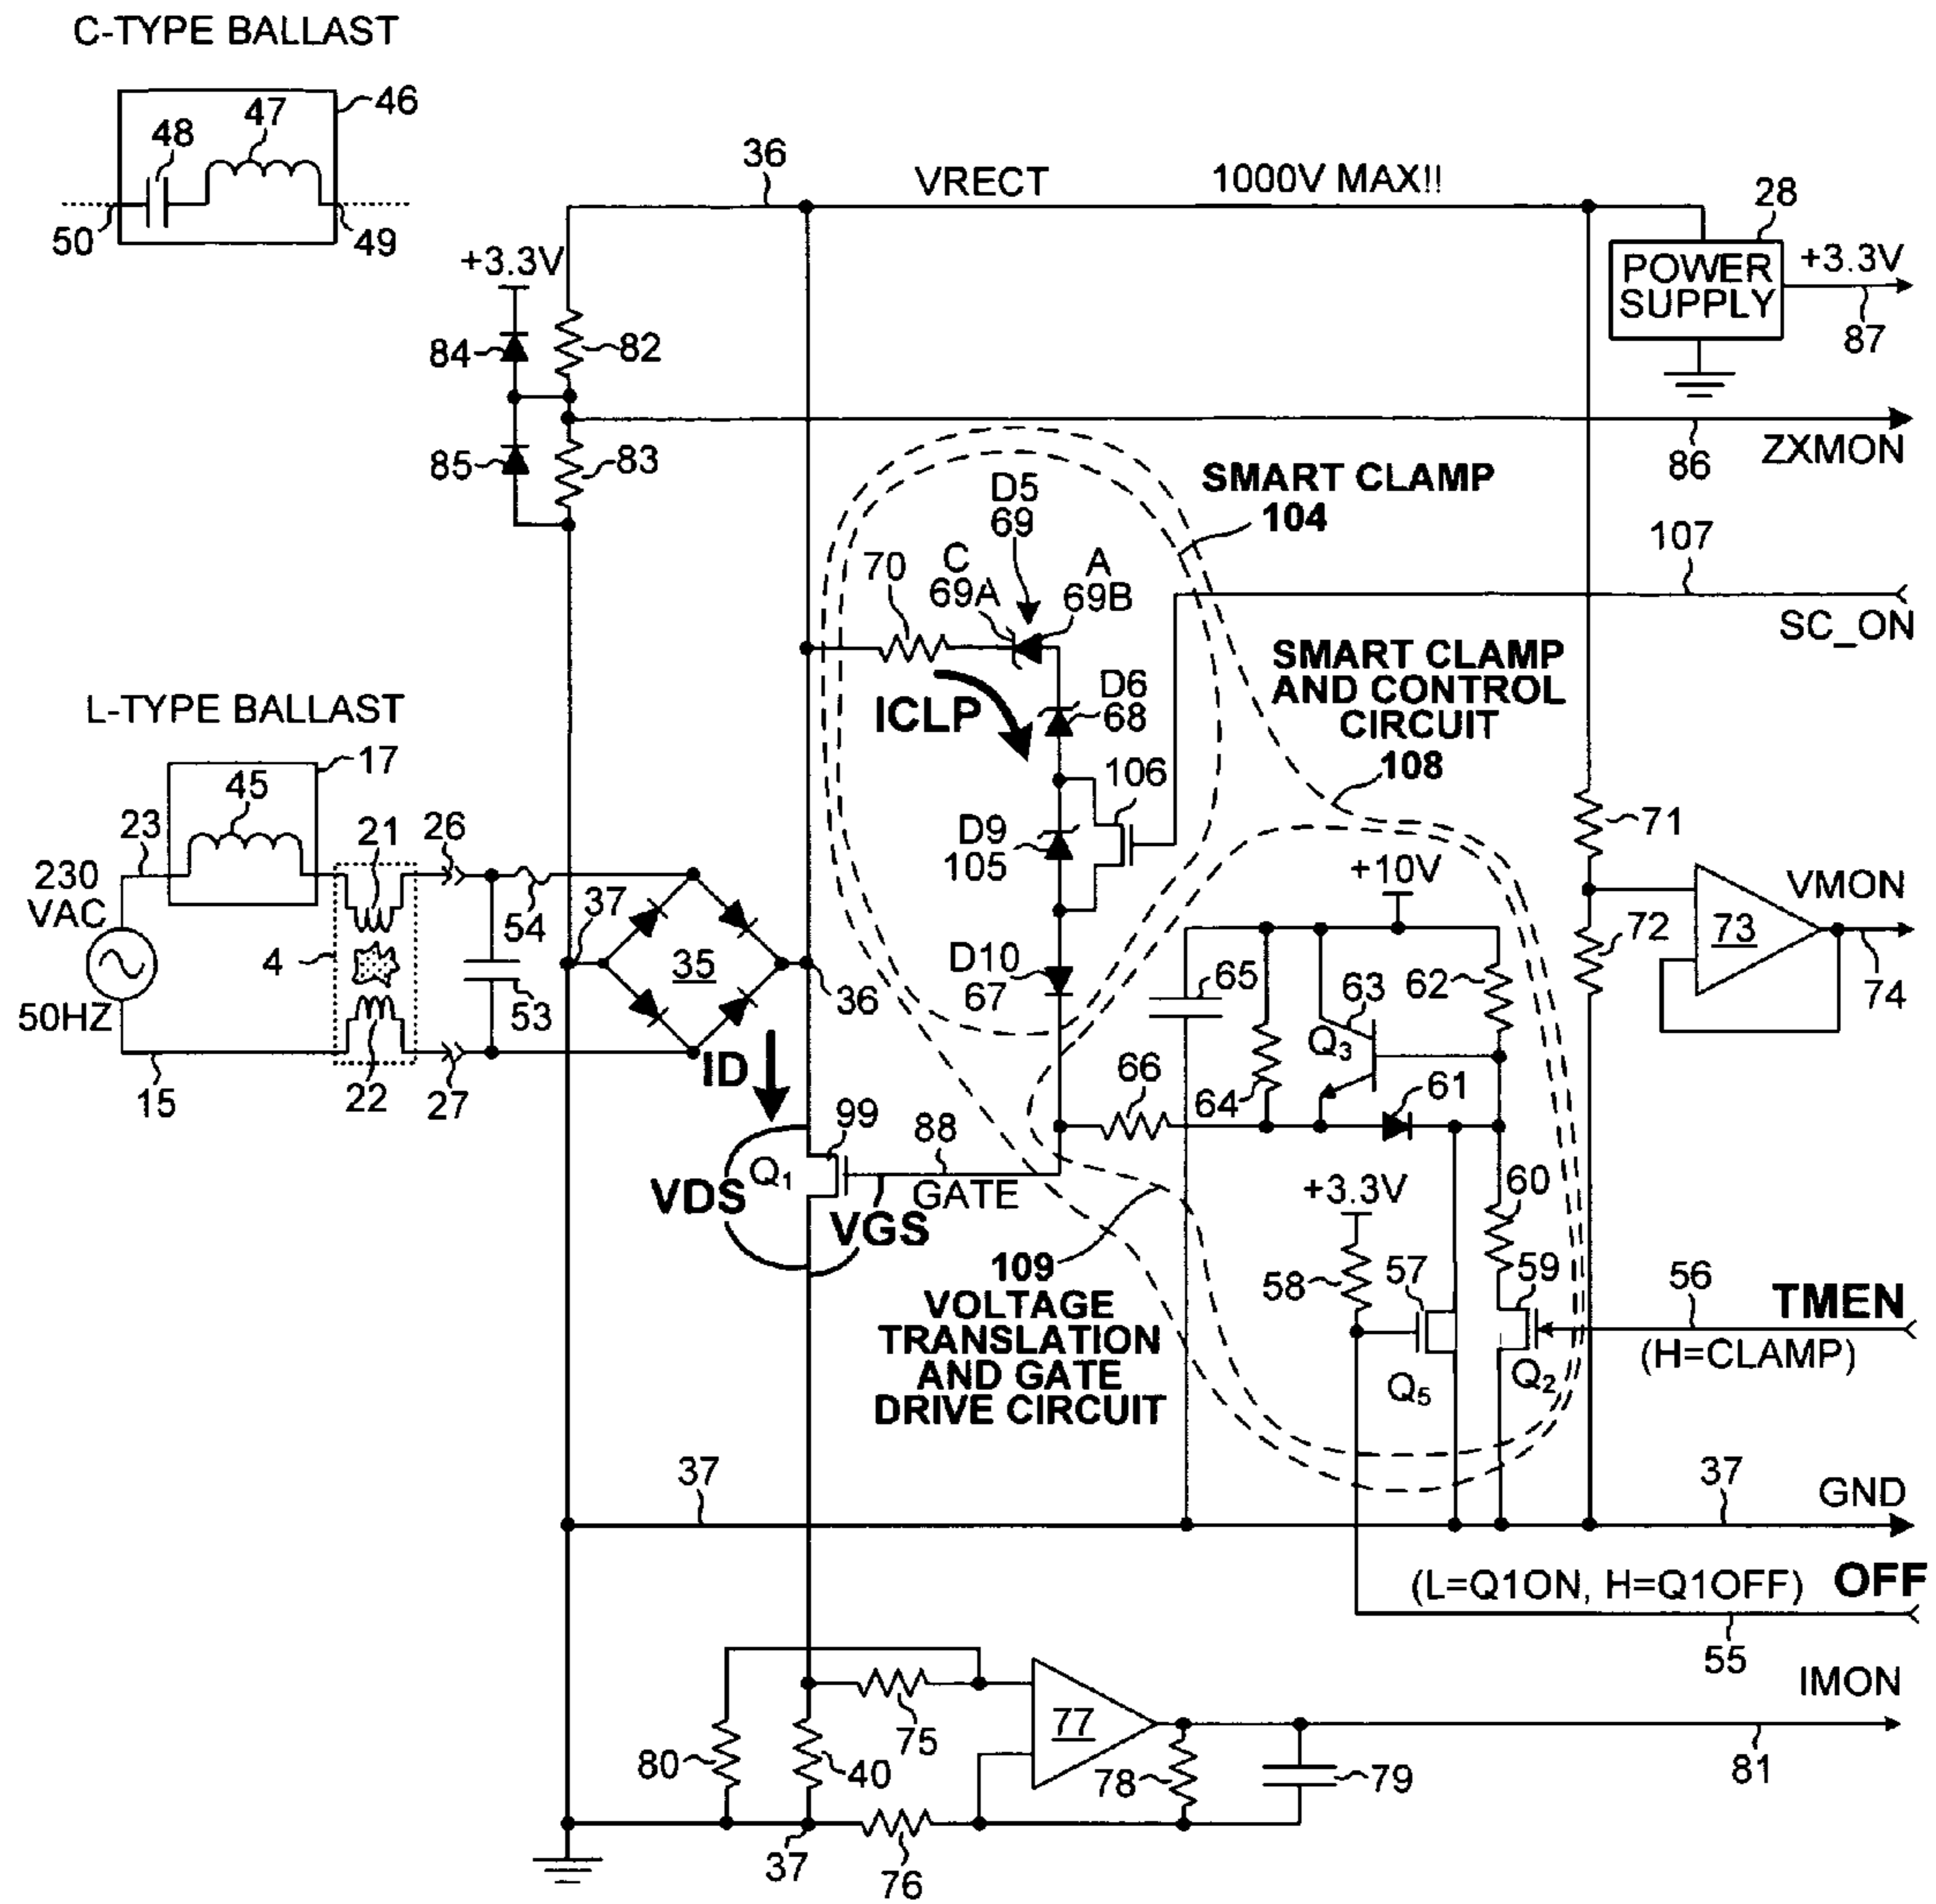 C-TYPE BALLAST
46
47
48
50
49
36
VRECT
1000V MAX!!
28
POWER
SUPPLY
+3.3V
87
+3.3V
84
82
85
83
86
ZXMON
SMART CLAMP
104
D5
69
C
69A
A
69B
70
107
SC_ON
SMART CLAMP
AND CONTROL
CIRCUIT
108
ICLP
D6
68
106
D9
105
D10
67
L-TYPE BALLAST
17
45
23
21
26
230
VAC
50HZ
54
37
4
53
35
36
15
22
27
71
VMON
73
72
74
+10V
65
63
62
Q3
64
61
66
ID
99
88
Q1
GATE
VDS
VGS
+3.3V
60
109
VOLTAGE
TRANSLATION
AND GATE
DRIVE CIRCUIT
58
57
59
56
TMEN
(H=CLAMP)
Q5
Q2
37
37
GND
(L=Q1ON, H=Q1OFF) OFF
55
IMON
75
77
80
40
78
79
81
37
76